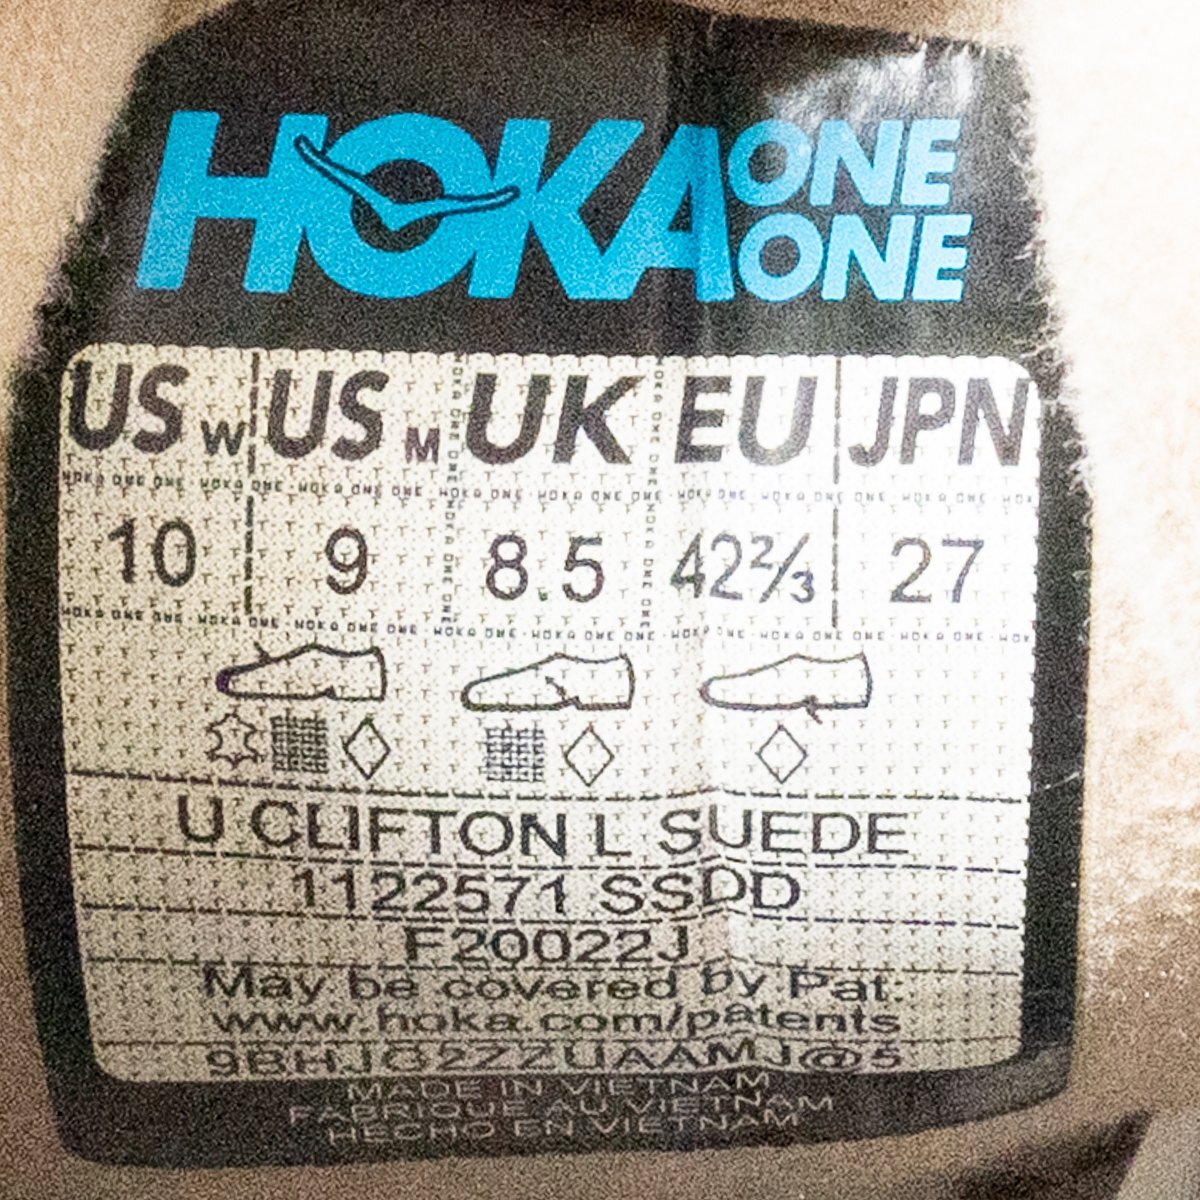 HOKA ONE ONE
US W US M UK EU JPN
10 9 8.5 42⅔ 27
U CLIFTON L SUEDE
1122571 SSDD
F20022J
May be covered by Pat:
www.hoka.com/patents
9BHJG2ZZUAAMJ@5
MADE IN VIETNAM
FABRIQUE AU VIETNAM
HECHO EN VIETNAM